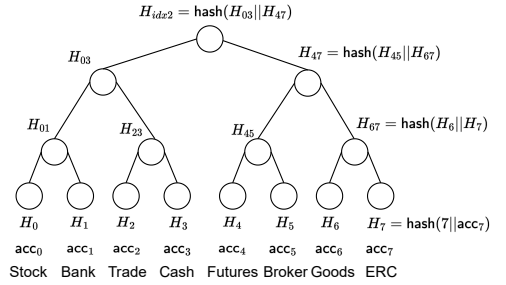 H_{idx2} = hash(H_{03}||H_{47})
H_{03}
H_{47} = hash(H_{45}||H_{67})
H_{01}
H_{23}
H_{45}
H_{67} = hash(H_6||H_7)
H_0 H_1 H_2 H_3 H_4 H_5 H_6 H_7 = hash(7||acc_7)
acc_0 acc_1 acc_2 acc_3 acc_4 acc_5 acc_6 acc_7
Stock Bank Trade Cash Futures Broker Goods ERC